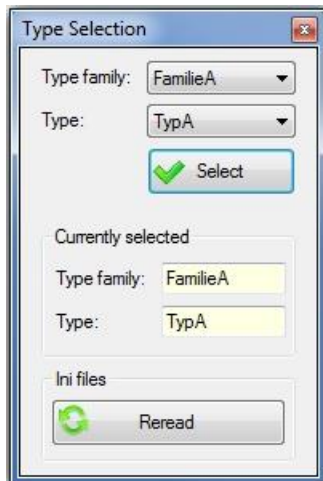 Type Selection
Type family: FamilieA
Type: TypA
Select
Currently selected
Type family: FamilieA
Type: TypA
Ini files
Reread